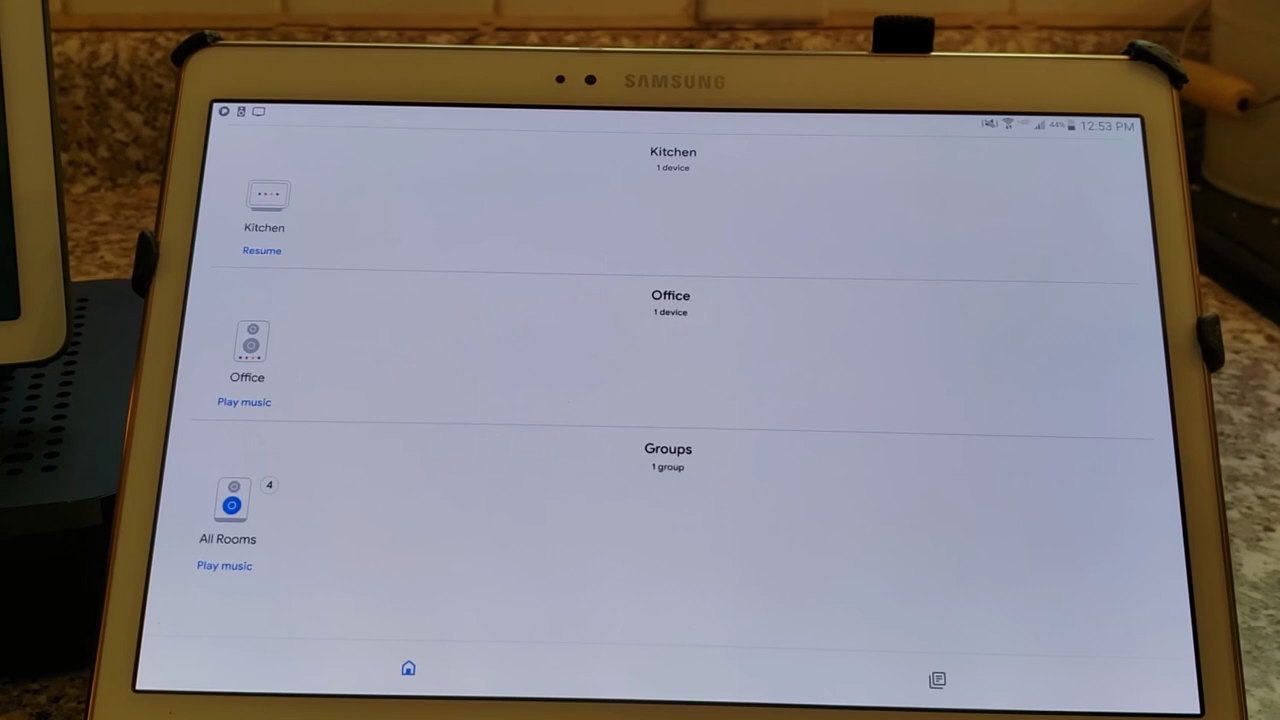 SAMSUNG
44% 12:53 PM
Kitchen
1 device
Kitchen
Resume
Office
1 device
Office
Play music
Groups
1 group
4
All Rooms
Play music